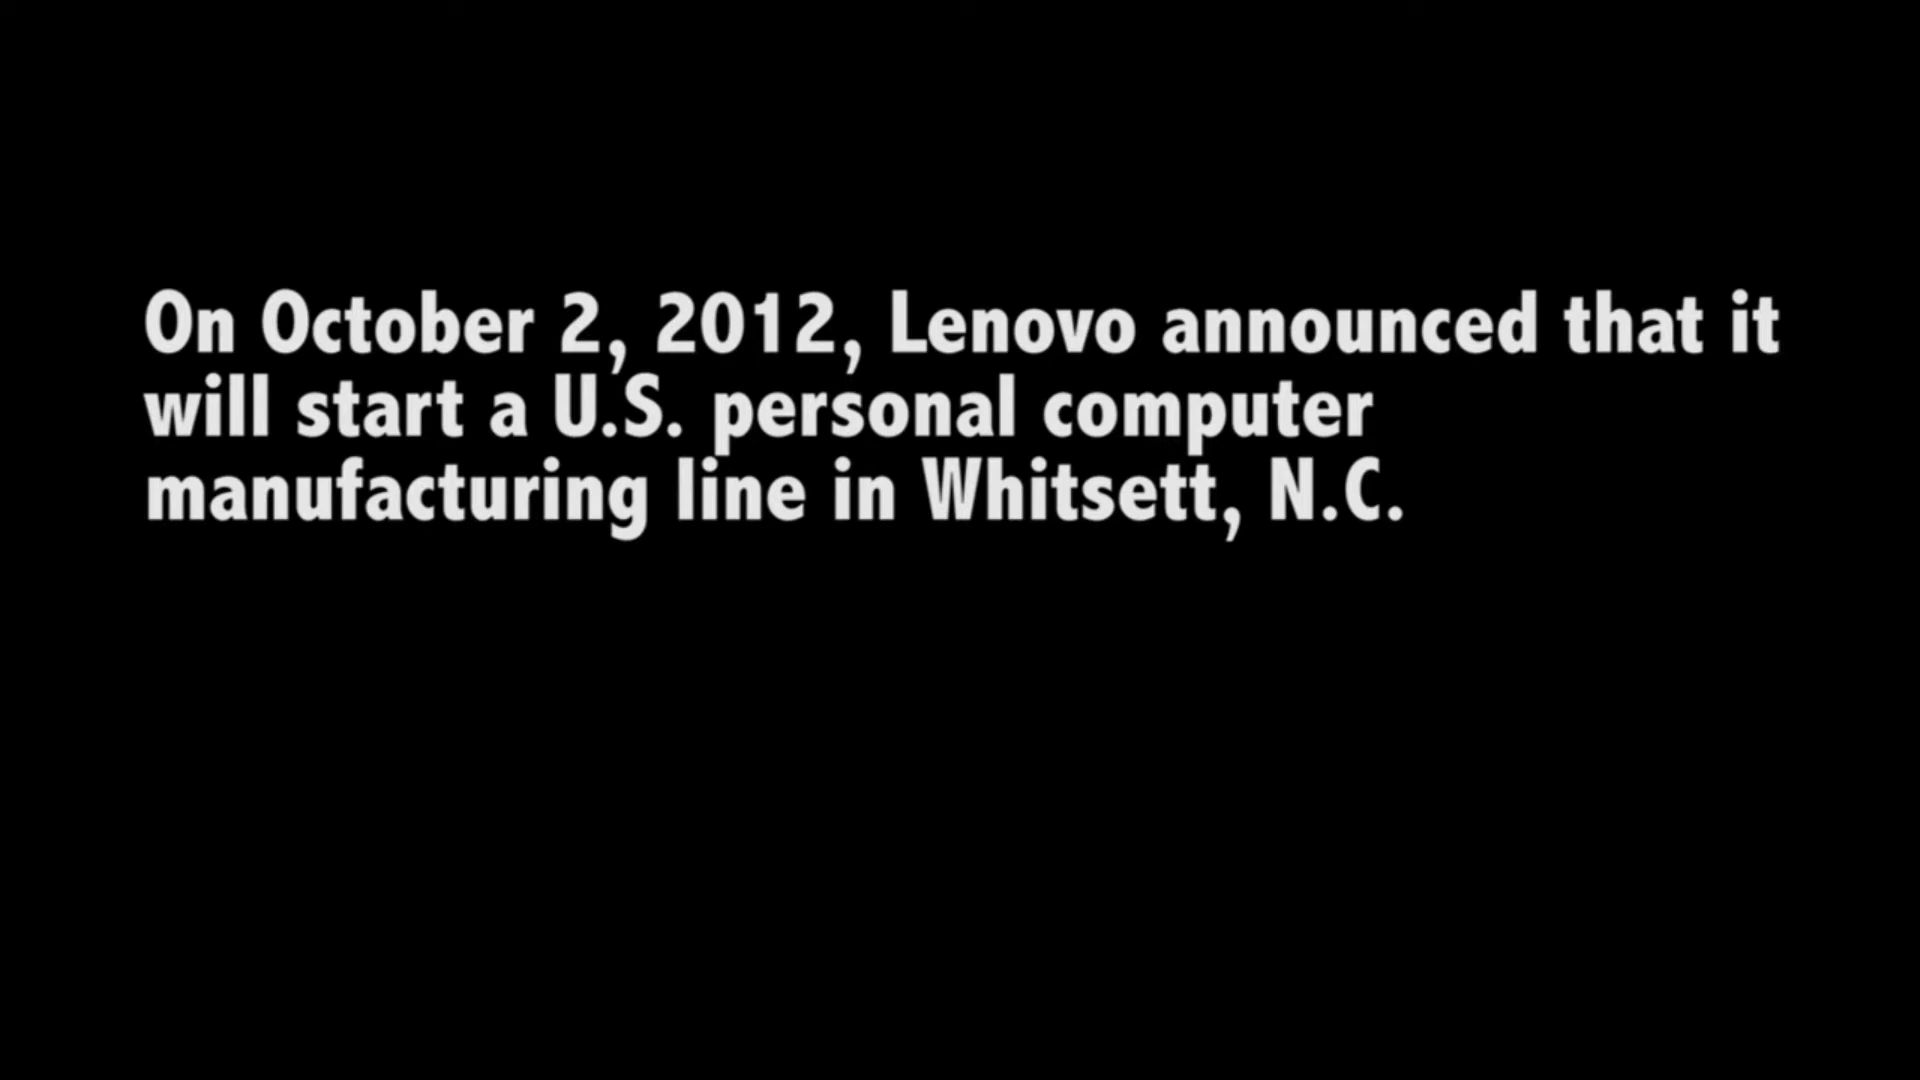 On October 2, 2012, Lenovo announced that it
will start a U.S. personal computer
manufacturing line in Whitsett, N.C.